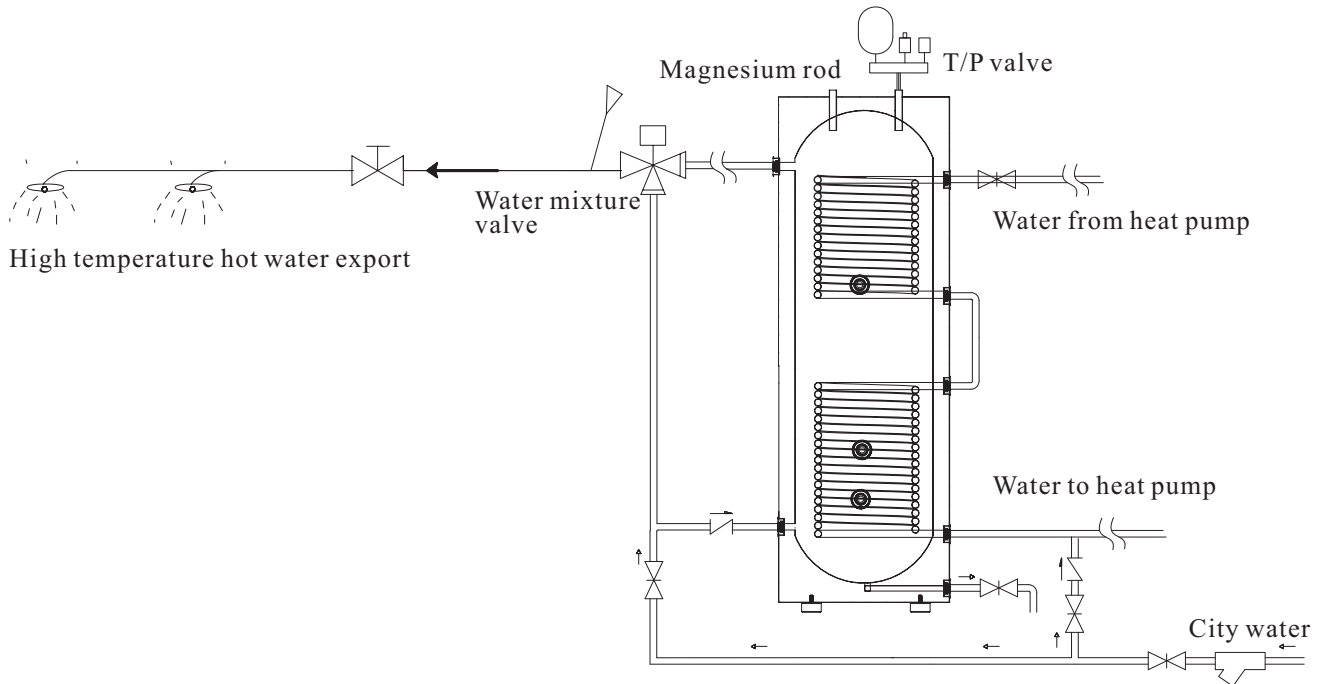 T/P valve
Magnesium rod
Water mixture
valve
Water from heat pump
High temperature hot water export
Water to heat pump
City water